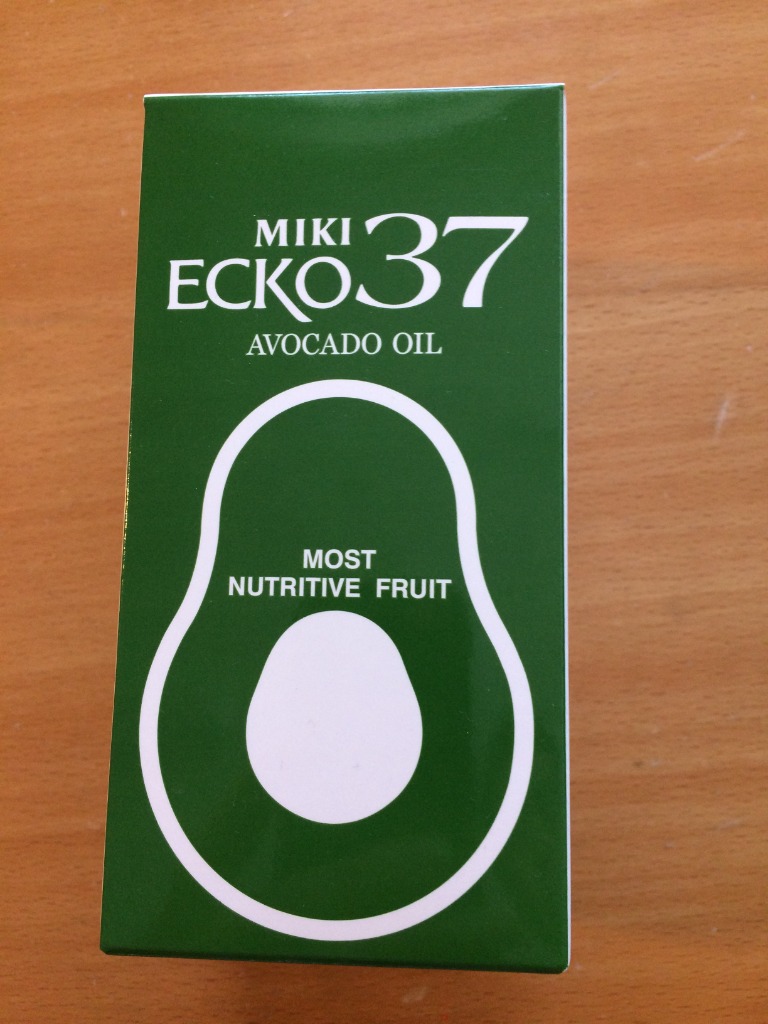 MIKI
ECKO37
AVOCADO OIL
MOST
NUTRITIVE FRUIT